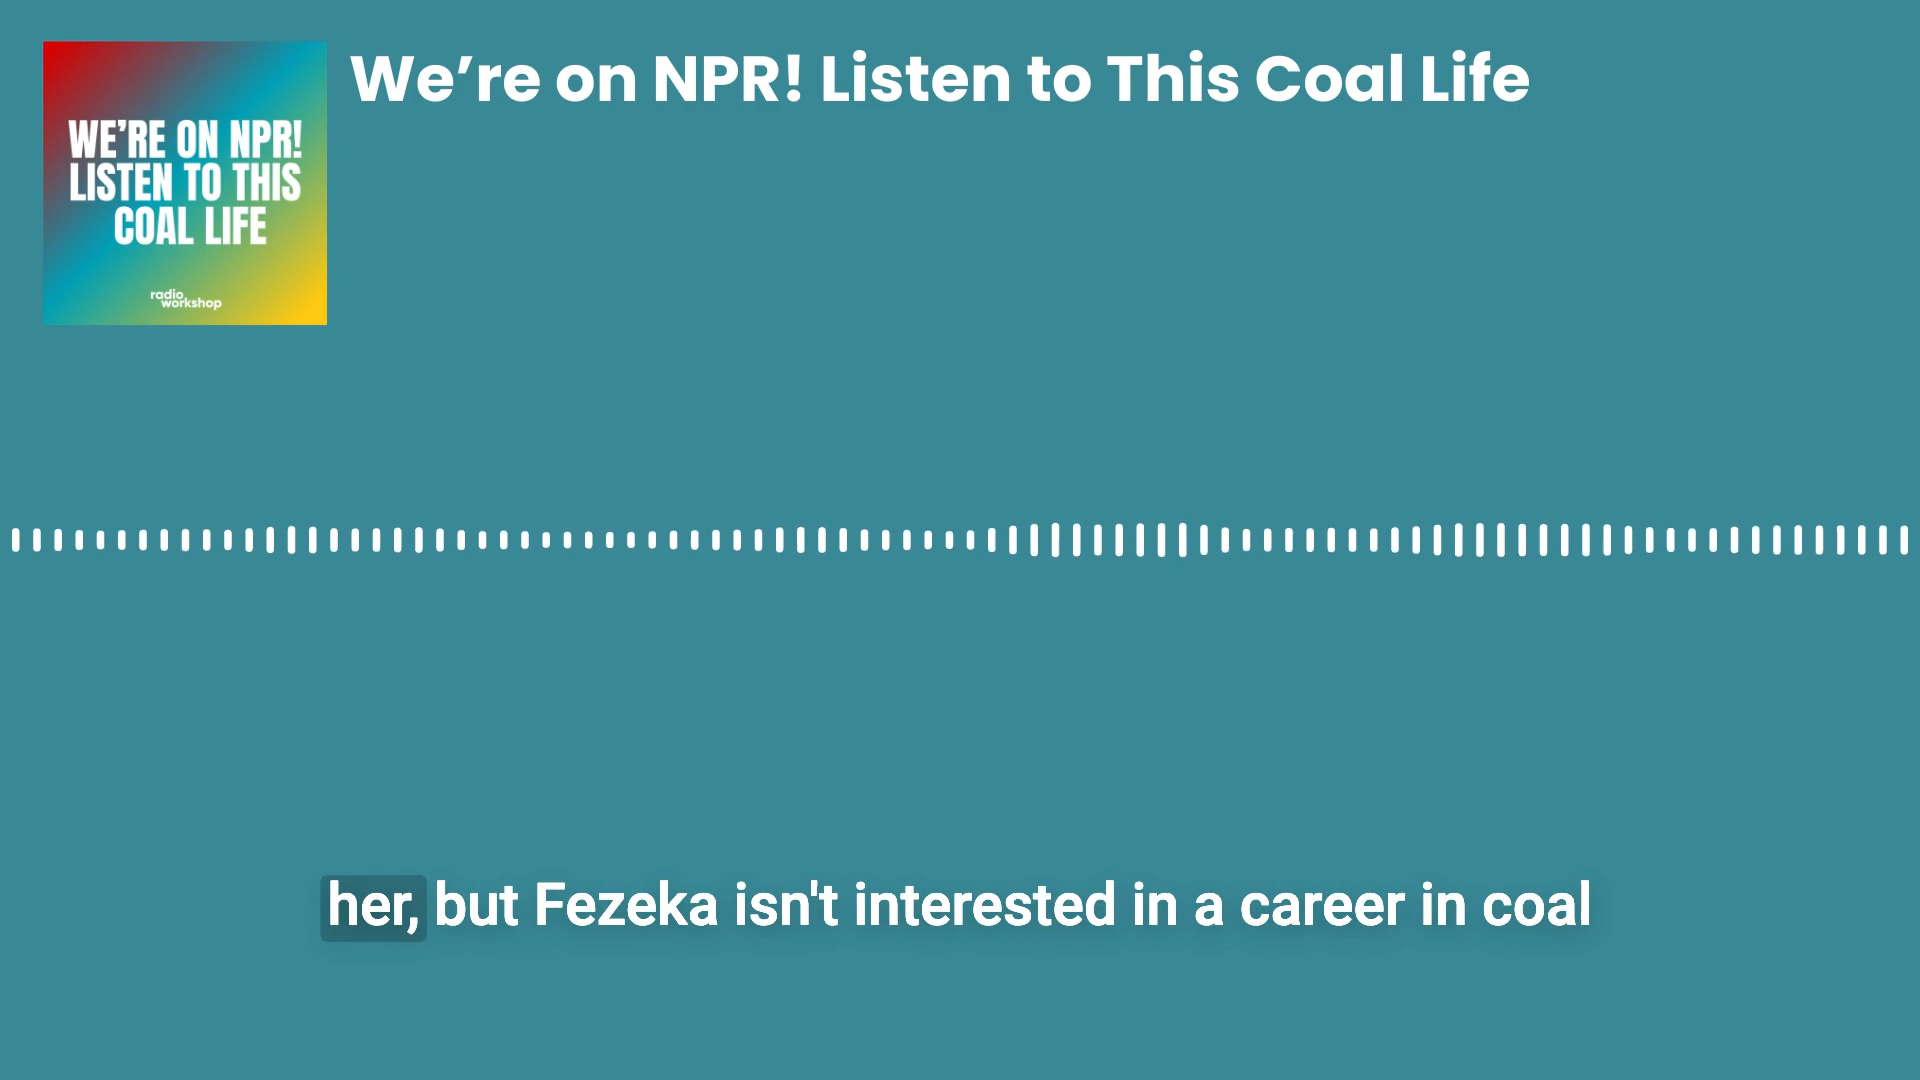 We’re on NPR! Listen to This Coal Life
WE’RE ON NPR!
LISTEN TO THIS
COAL LIFE
radio
workshop
her, but Fezeka isn't interested in a career in coal